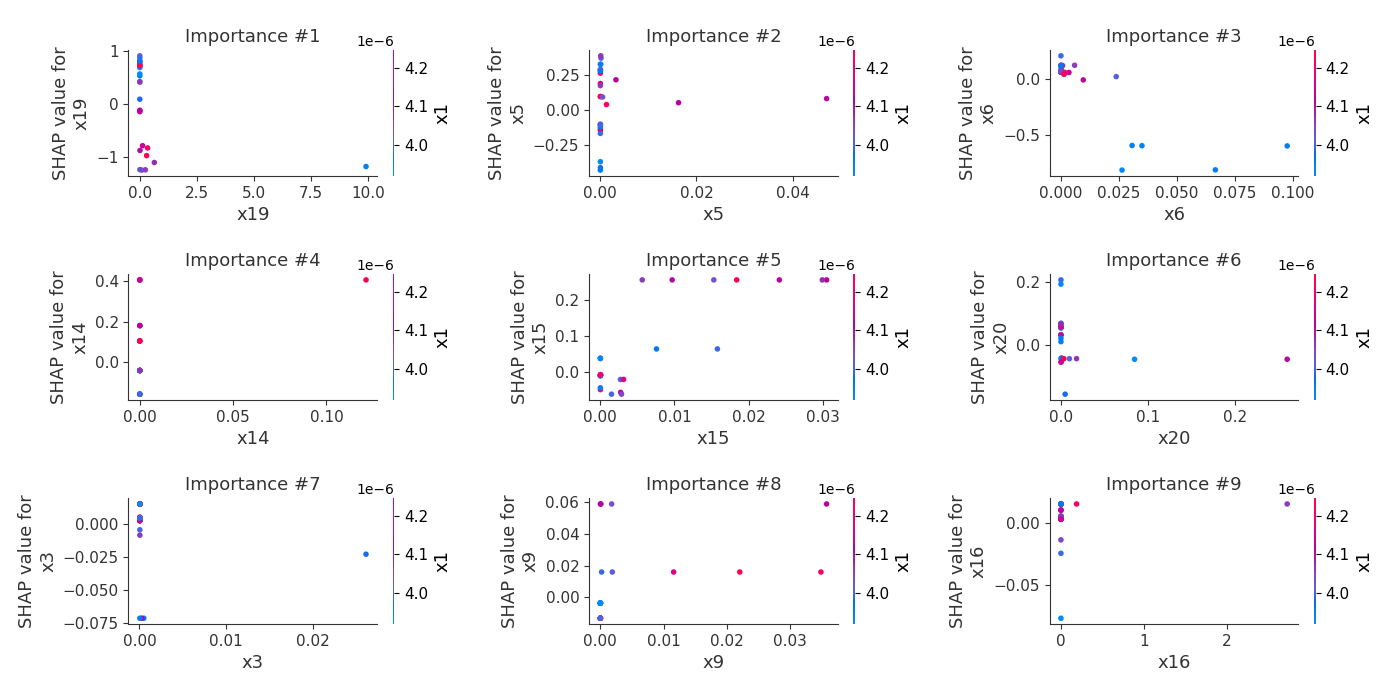 Importance #1
1e−6
SHAP value for
x19
1
0
−1
0.0 2.5 5.0 7.5 10.0
x19
4.2
4.1
4.0
x1
Importance #2
1e−6
SHAP value for
x5
0.25
0.00
−0.25
0.00 0.02 0.04
x5
4.2
4.1
4.0
x1
Importance #3
1e−6
SHAP value for
x6
0.0
−0.5
0.000 0.025 0.050 0.075 0.100
x6
4.2
4.1
4.0
x1
Importance #4
1e−6
SHAP value for
x14
0.4
0.2
0.0
0.00 0.05 0.10
x14
4.2
4.1
4.0
x1
Importance #5
SHAP value for
x15
0.2
0.1
0.0
0.00 0.01 0.02 0.03
x15
1e−6
4.2
4.1
4.0
x1
Importance #6
1e−6
SHAP value for
x20
0.2
0.0
0.0 0.1 0.2
x20
4.2
4.1
4.0
x1
Importance #7
1e−6
SHAP value for
x3
0.000
−0.025
−0.050
−0.075
0.00 0.01 0.02
x3
4.2
4.1
4.0
x1
Importance #8
1e−6
SHAP value for
x9
0.06
0.04
0.02
0.00
0.00 0.01 0.02 0.03
x9
4.2
4.1
4.0
x1
Importance #9
1e−6
SHAP value for
x16
0.00
−0.05
0 1 2
x16
4.2
4.1
4.0
x1